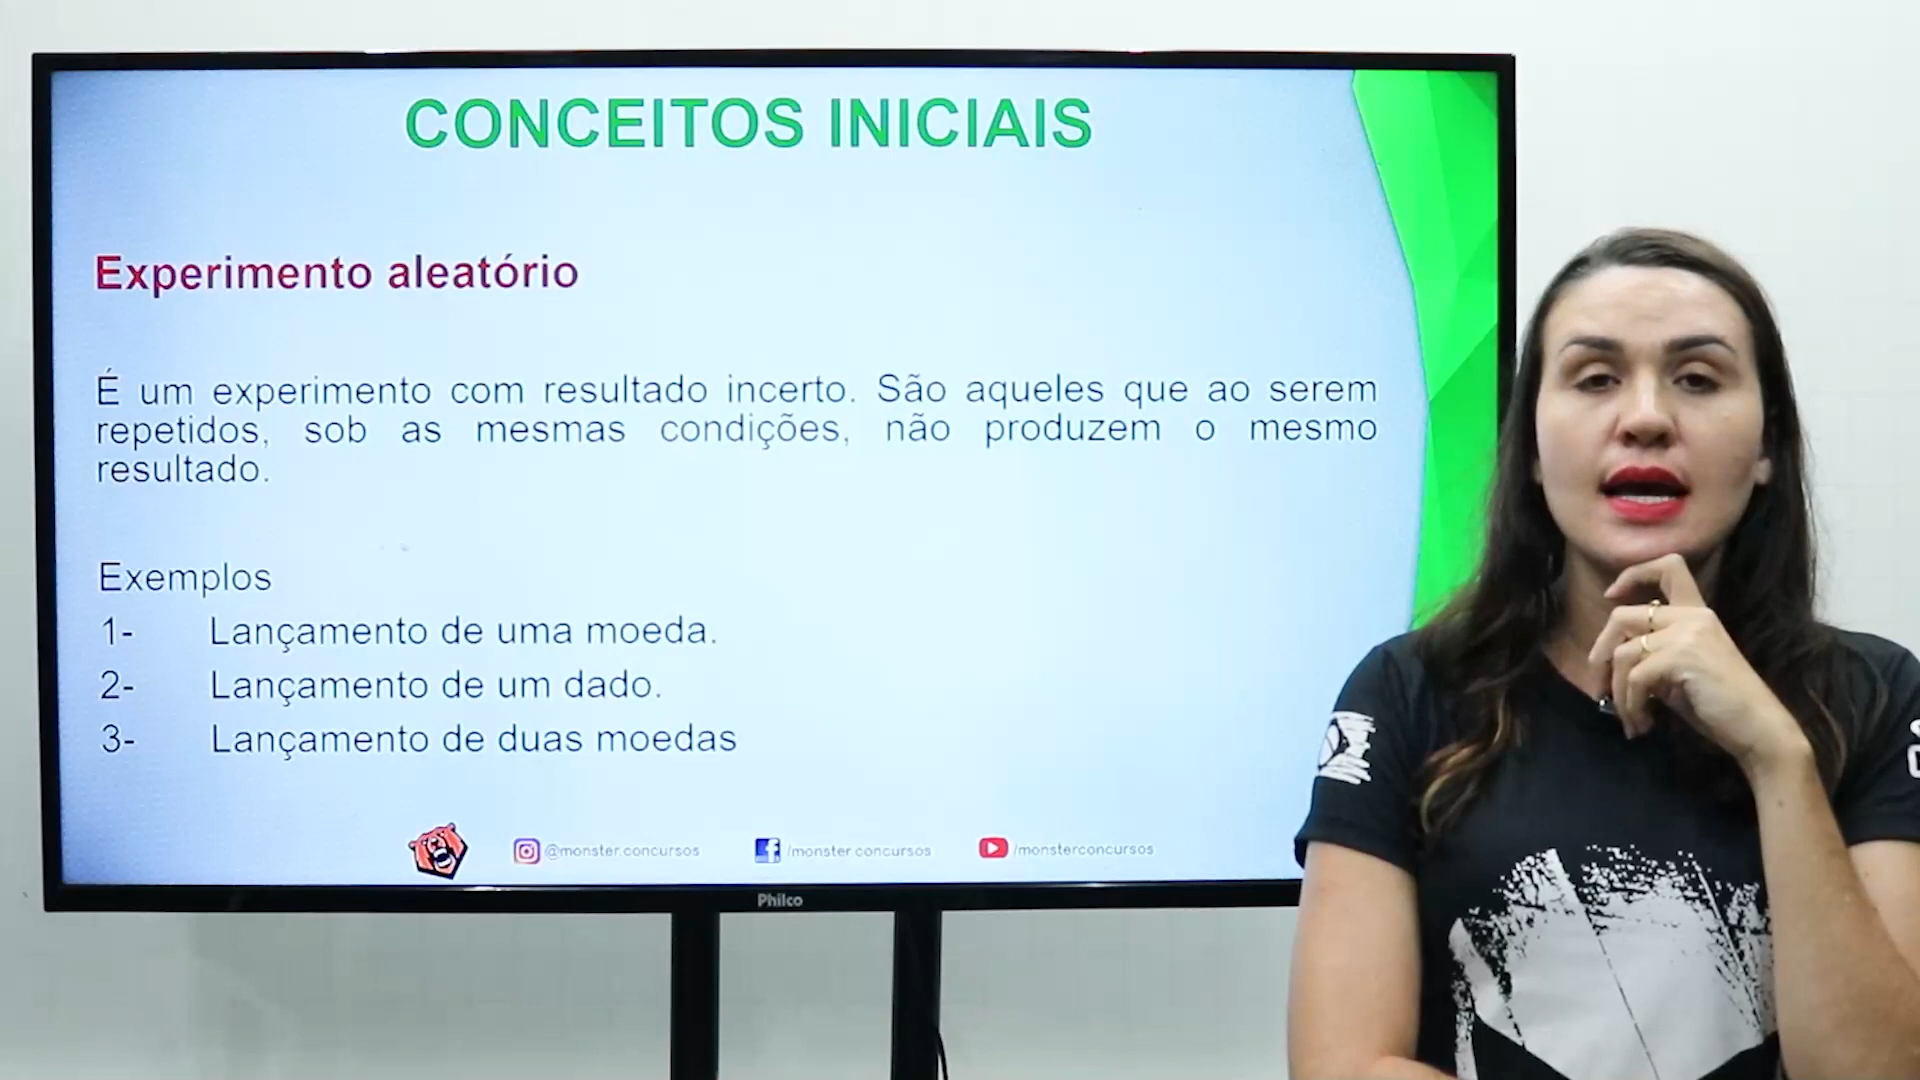 CONCEITOS INICIAIS
Experimento aleatório
É um experimento com resultado incerto. São aqueles que ao serem
repetidos, sob as mesmas condições, não produzem o mesmo
resultado.
Exemplos
1- Lançamento de uma moeda.
2- Lançamento de um dado.
3- Lançamento de duas moedas
@monster.concursos /monster.concursos /monsterconcursos
Philco